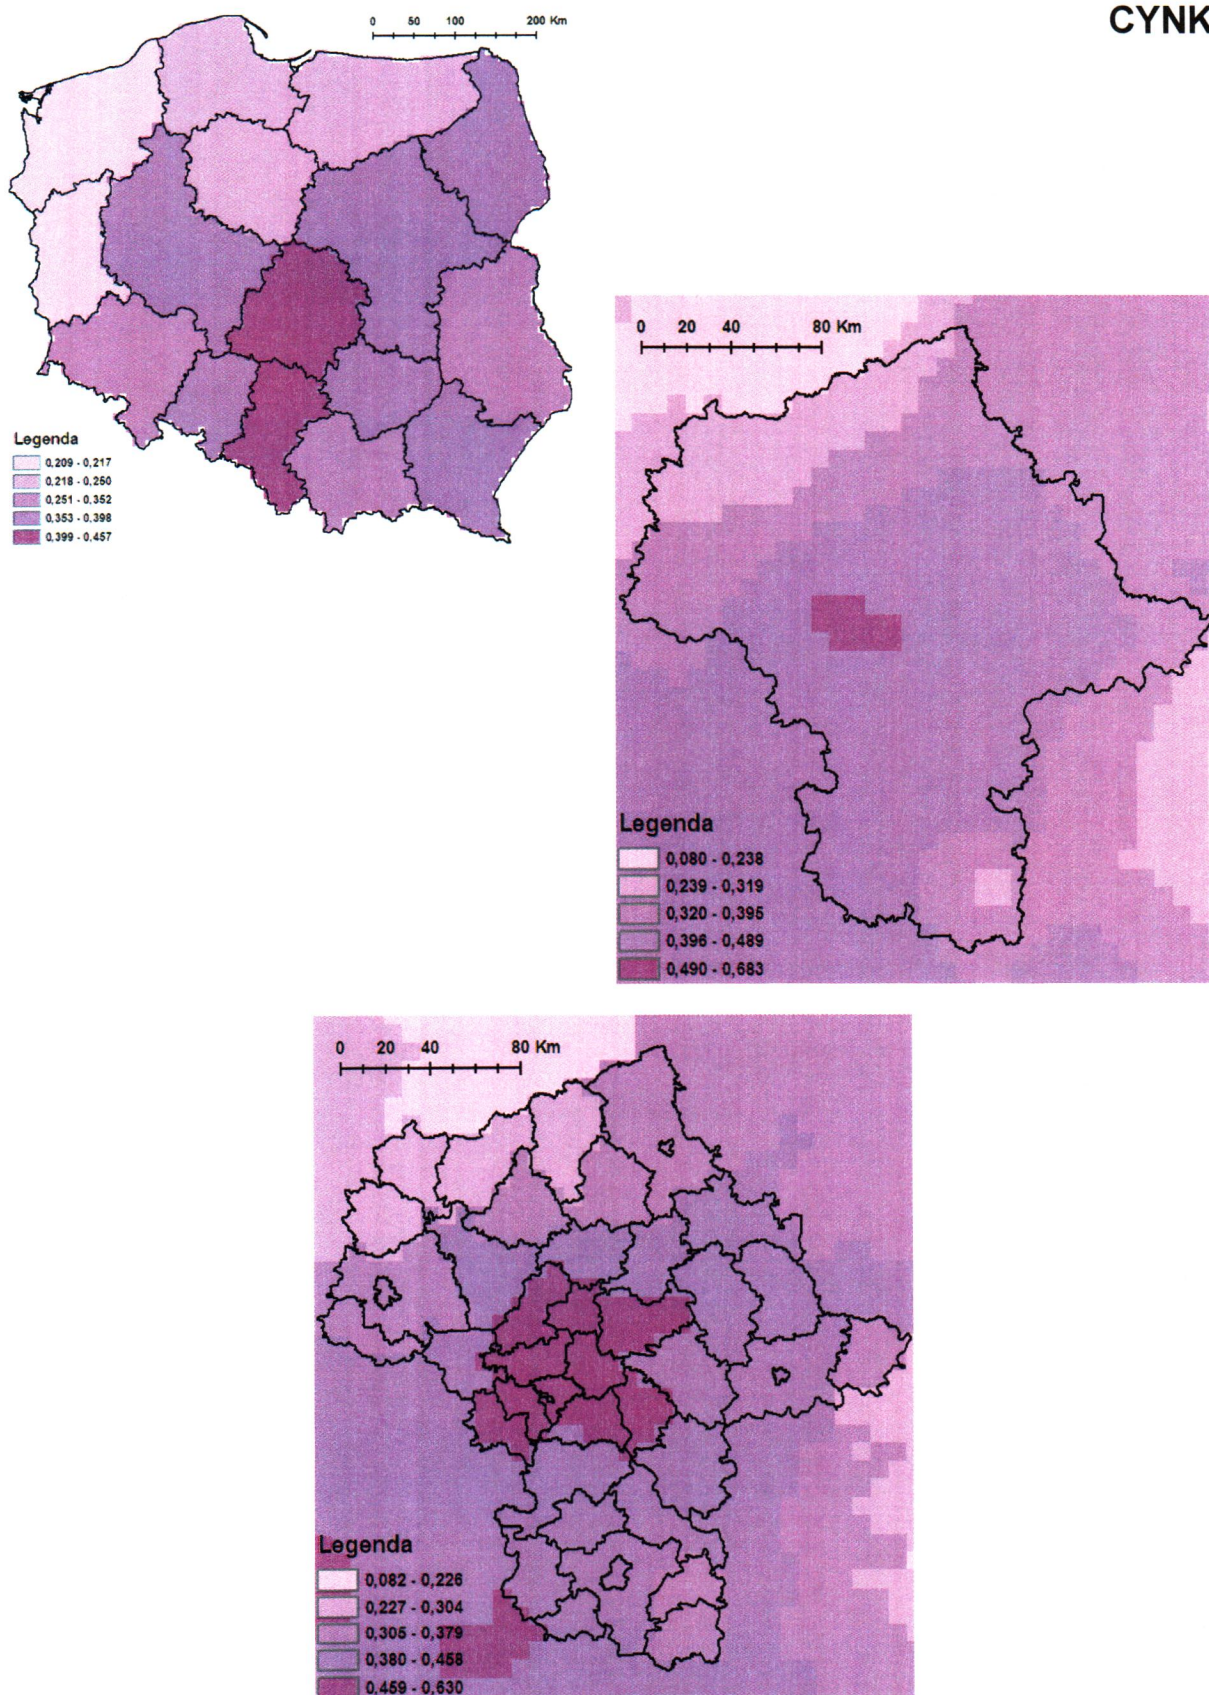 CYNK
0 50 100 200 Km
Legenda
0,209 - 0,217
0,218 - 0,250
0,251 - 0,352
0,353 - 0,398
0,399 - 0,457
0 20 40 80 Km
Legenda
0,080 - 0,238
0,239 - 0,319
0,320 - 0,395
0,396 - 0,489
0,490 - 0,683
0 20 40 80 Km
Legenda
0,082 - 0,226
0,227 - 0,304
0,305 - 0,379
0,380 - 0,458
0,459 - 0,630